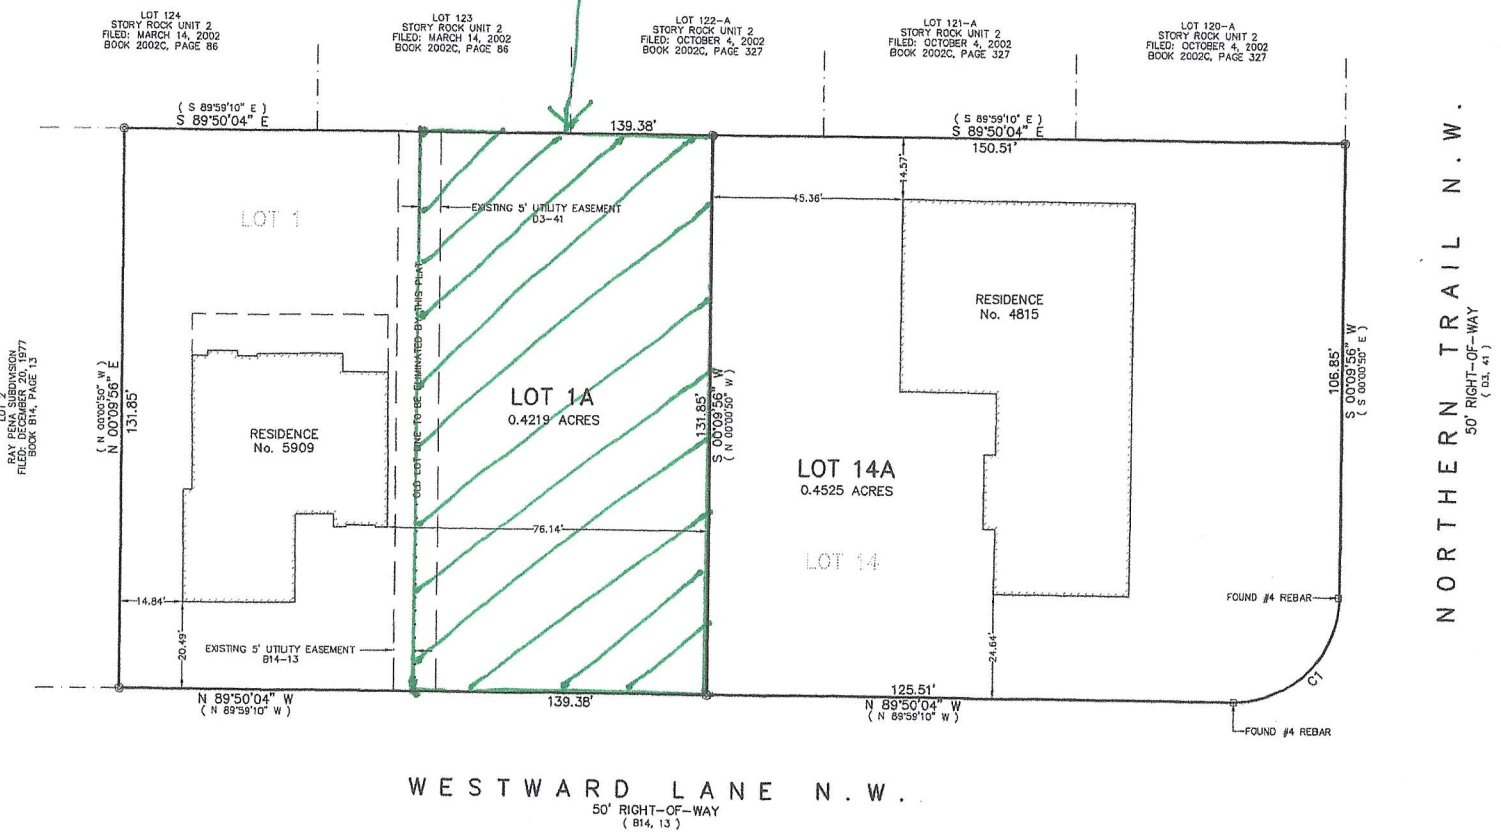 LOT 124
STORY ROCK UNIT 2
FILED: MARCH 14, 2002
BOOK 2002C, PAGE 86
LOT 123
STORY ROCK UNIT 2
FILED: MARCH 14, 2002
BOOK 2002C, PAGE 86
LOT 122-A
STORY ROCK UNIT 2
FILED: OCTOBER 4, 2002
BOOK 2002C, PAGE 327
LOT 121-A
STORY ROCK UNIT 2
FILED: OCTOBER 4, 2002
BOOK 2002C, PAGE 327
LOT 120-A
STORY ROCK UNIT 2
FILED: OCTOBER 4, 2002
BOOK 2002C, PAGE 327
( S 89°59'10" E )
S 89°50'04" E
139.38'
( S 89°59'10" E )
S 89°50'04" E
150.51'
14.57'
45.36'
LOT 1
EXISTING 5' UTILITY EASEMENT
D3-41
OLD LOT LINE TO BE ELIMINATED BY THIS PLAT
RESIDENCE
No. 4815
LOT 2
RAY PENA SUBDIVISION
FILED: DECEMBER 20, 1977
BOOK B14, PAGE 13
( N 00°00'50" W )
N 00°09'56" E
131.85'
RESIDENCE
No. 5909
LOT 1A
0.4219 ACRES
131.85'
S 00°09'56" W
( N 00°00'50" W )
LOT 14A
0.4525 ACRES
LOT 14
106.85'
S 00°09'56" W
( S 00°00'50" E )
NORTHERN TRAIL N.W.
50' RIGHT-OF-WAY
( D3, 41 )
76.14'
14.84'
20.49'
EXISTING 5' UTILITY EASEMENT
B14-13
24.64'
FOUND #4 REBAR
C1
FOUND #4 REBAR
N 89°50'04" W
( N 89°59'10" W )
139.38'
125.51'
N 89°50'04" W
( N 89°59'10" W )
WESTWARD LANE N.W.
50' RIGHT-OF-WAY
( B14, 13 )